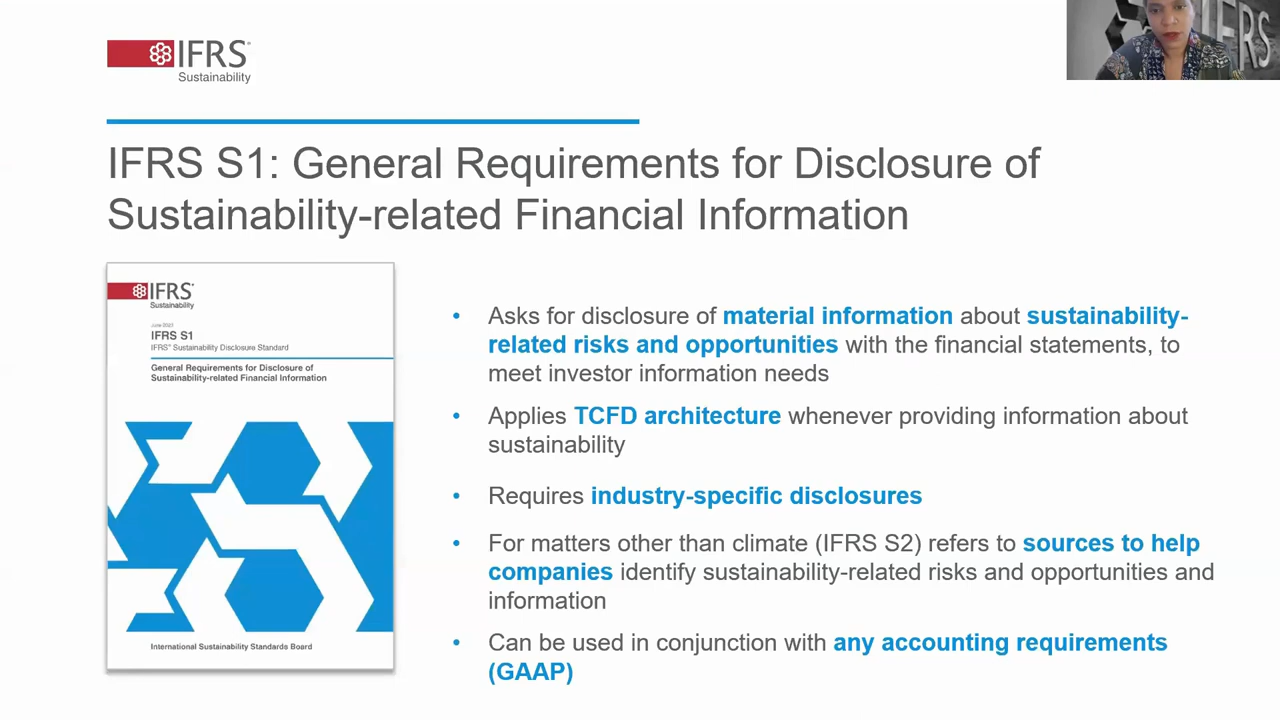 IFRS
Sustainability
IFRS
IFRS S1: General Requirements for Disclosure of
Sustainability-related Financial Information
IFRS
Sustainability
June 2023
IFRS S1
IFRS® Sustainability Disclosure Standard
General Requirements for Disclosure of
Sustainability-related Financial Information
International Sustainability Standards Board
• Asks for disclosure of material information about sustainability-
related risks and opportunities with the financial statements, to
meet investor information needs
• Applies TCFD architecture whenever providing information about
sustainability
• Requires industry-specific disclosures
• For matters other than climate (IFRS S2) refers to sources to help
companies identify sustainability-related risks and opportunities and
information
• Can be used in conjunction with any accounting requirements
(GAAP)